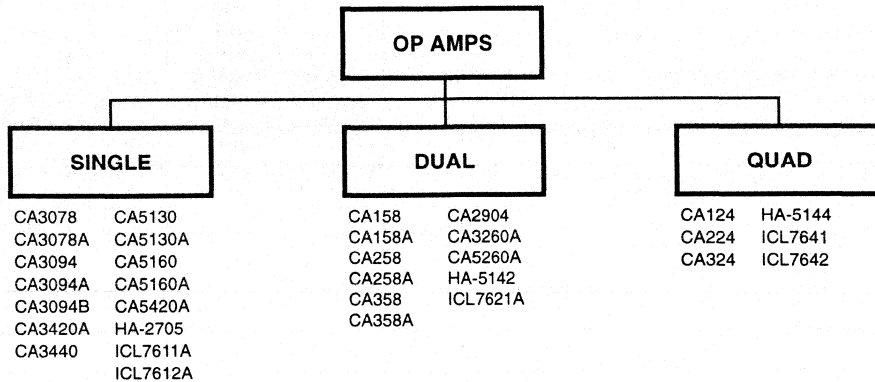 OP AMPS
SINGLE
CA3078 CA5130
CA3078A CA5130A
CA3094 CA5160
CA3094A CA5160A
CA3094B CA5420A
CA3420A HA-2705
CA3440 ICL7611A
ICL7612A
DUAL
CA158 CA2904
CA158A CA3260A
CA258 CA5260A
CA258A HA-5142
CA358 ICL7621A
CA358A
QUAD
CA124 HA-5144
CA224 ICL7641
CA324 ICL7642